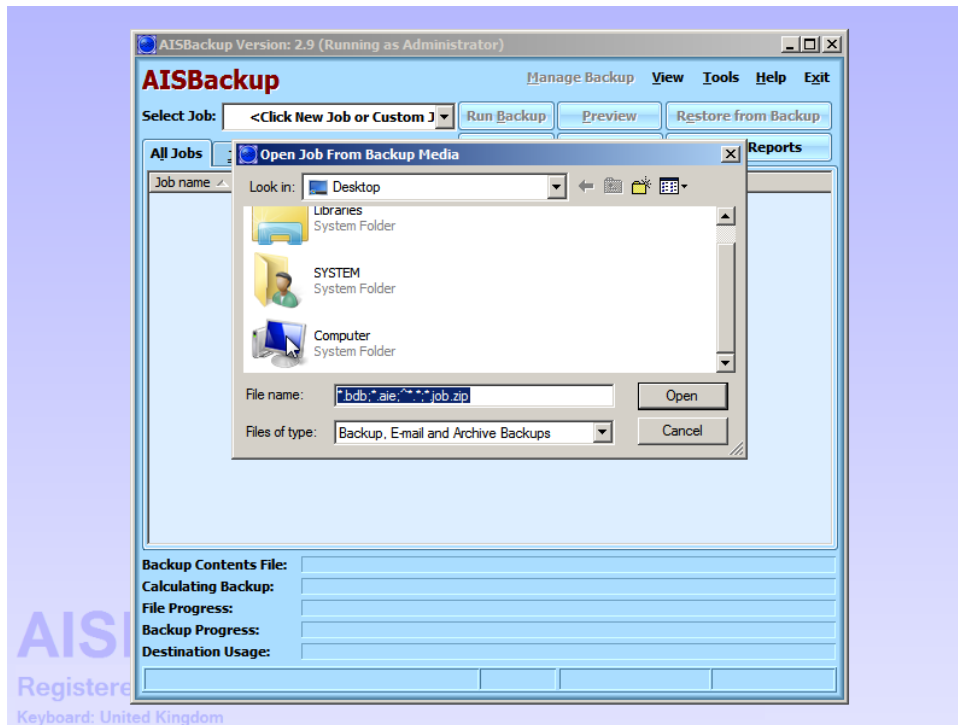 AISBackup Version: 2.9 (Running as Administrator)
AISBackup
Manage Backup View Tools Help Exit
Select Job: <Click New Job or Custom J Run Backup Preview Restore from Backup
All Jobs Reports
Open Job From Backup Media
Job name
Look in: Desktop
Libraries
System Folder
SYSTEM
System Folder
Computer
System Folder
File name: *.bdb;*.aie;^*.*;*job.zip
Open
Files of type: Backup, E-mail and Archive Backups
Cancel
Backup Contents File:
Calculating Backup:
File Progress:
Backup Progress:
Destination Usage:
AIS
Registere
Keyboard: United Kingdom